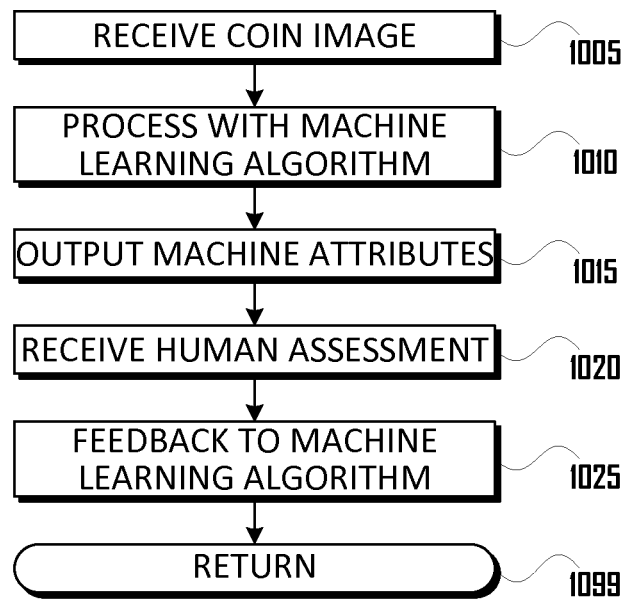 RECEIVE COIN IMAGE
1005
PROCESS WITH MACHINE
LEARNING ALGORITHM
1010
OUTPUT MACHINE ATTRIBUTES
1015
RECEIVE HUMAN ASSESSMENT
1020
FEEDBACK TO MACHINE
LEARNING ALGORITHM
1025
RETURN
1099